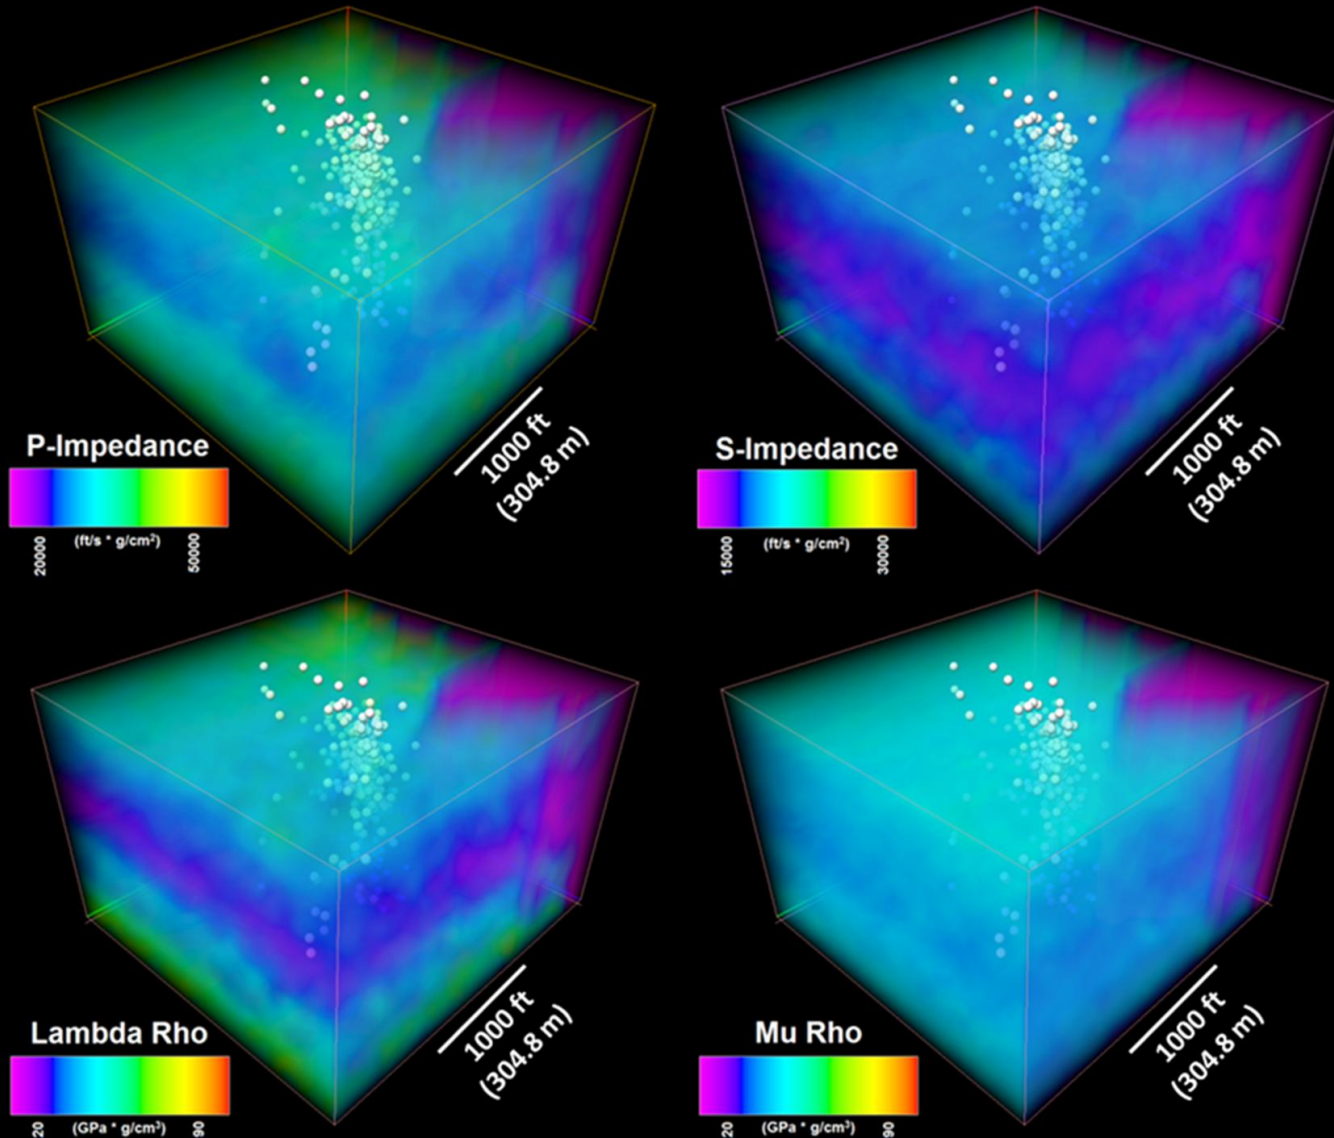 P-Impedance
(ft/s * g/cm²)
20000
50000
1000 ft
(304.8 m)
S-Impedance
(ft/s * g/cm²)
15000
30000
1000 ft
(304.8 m)
Lambda Rho
20
(GPa * g/cm³)
90
1000 ft
(304.8 m)
Mu Rho
20
(GPa * g/cm³)
90
1000 ft
(304.8 m)